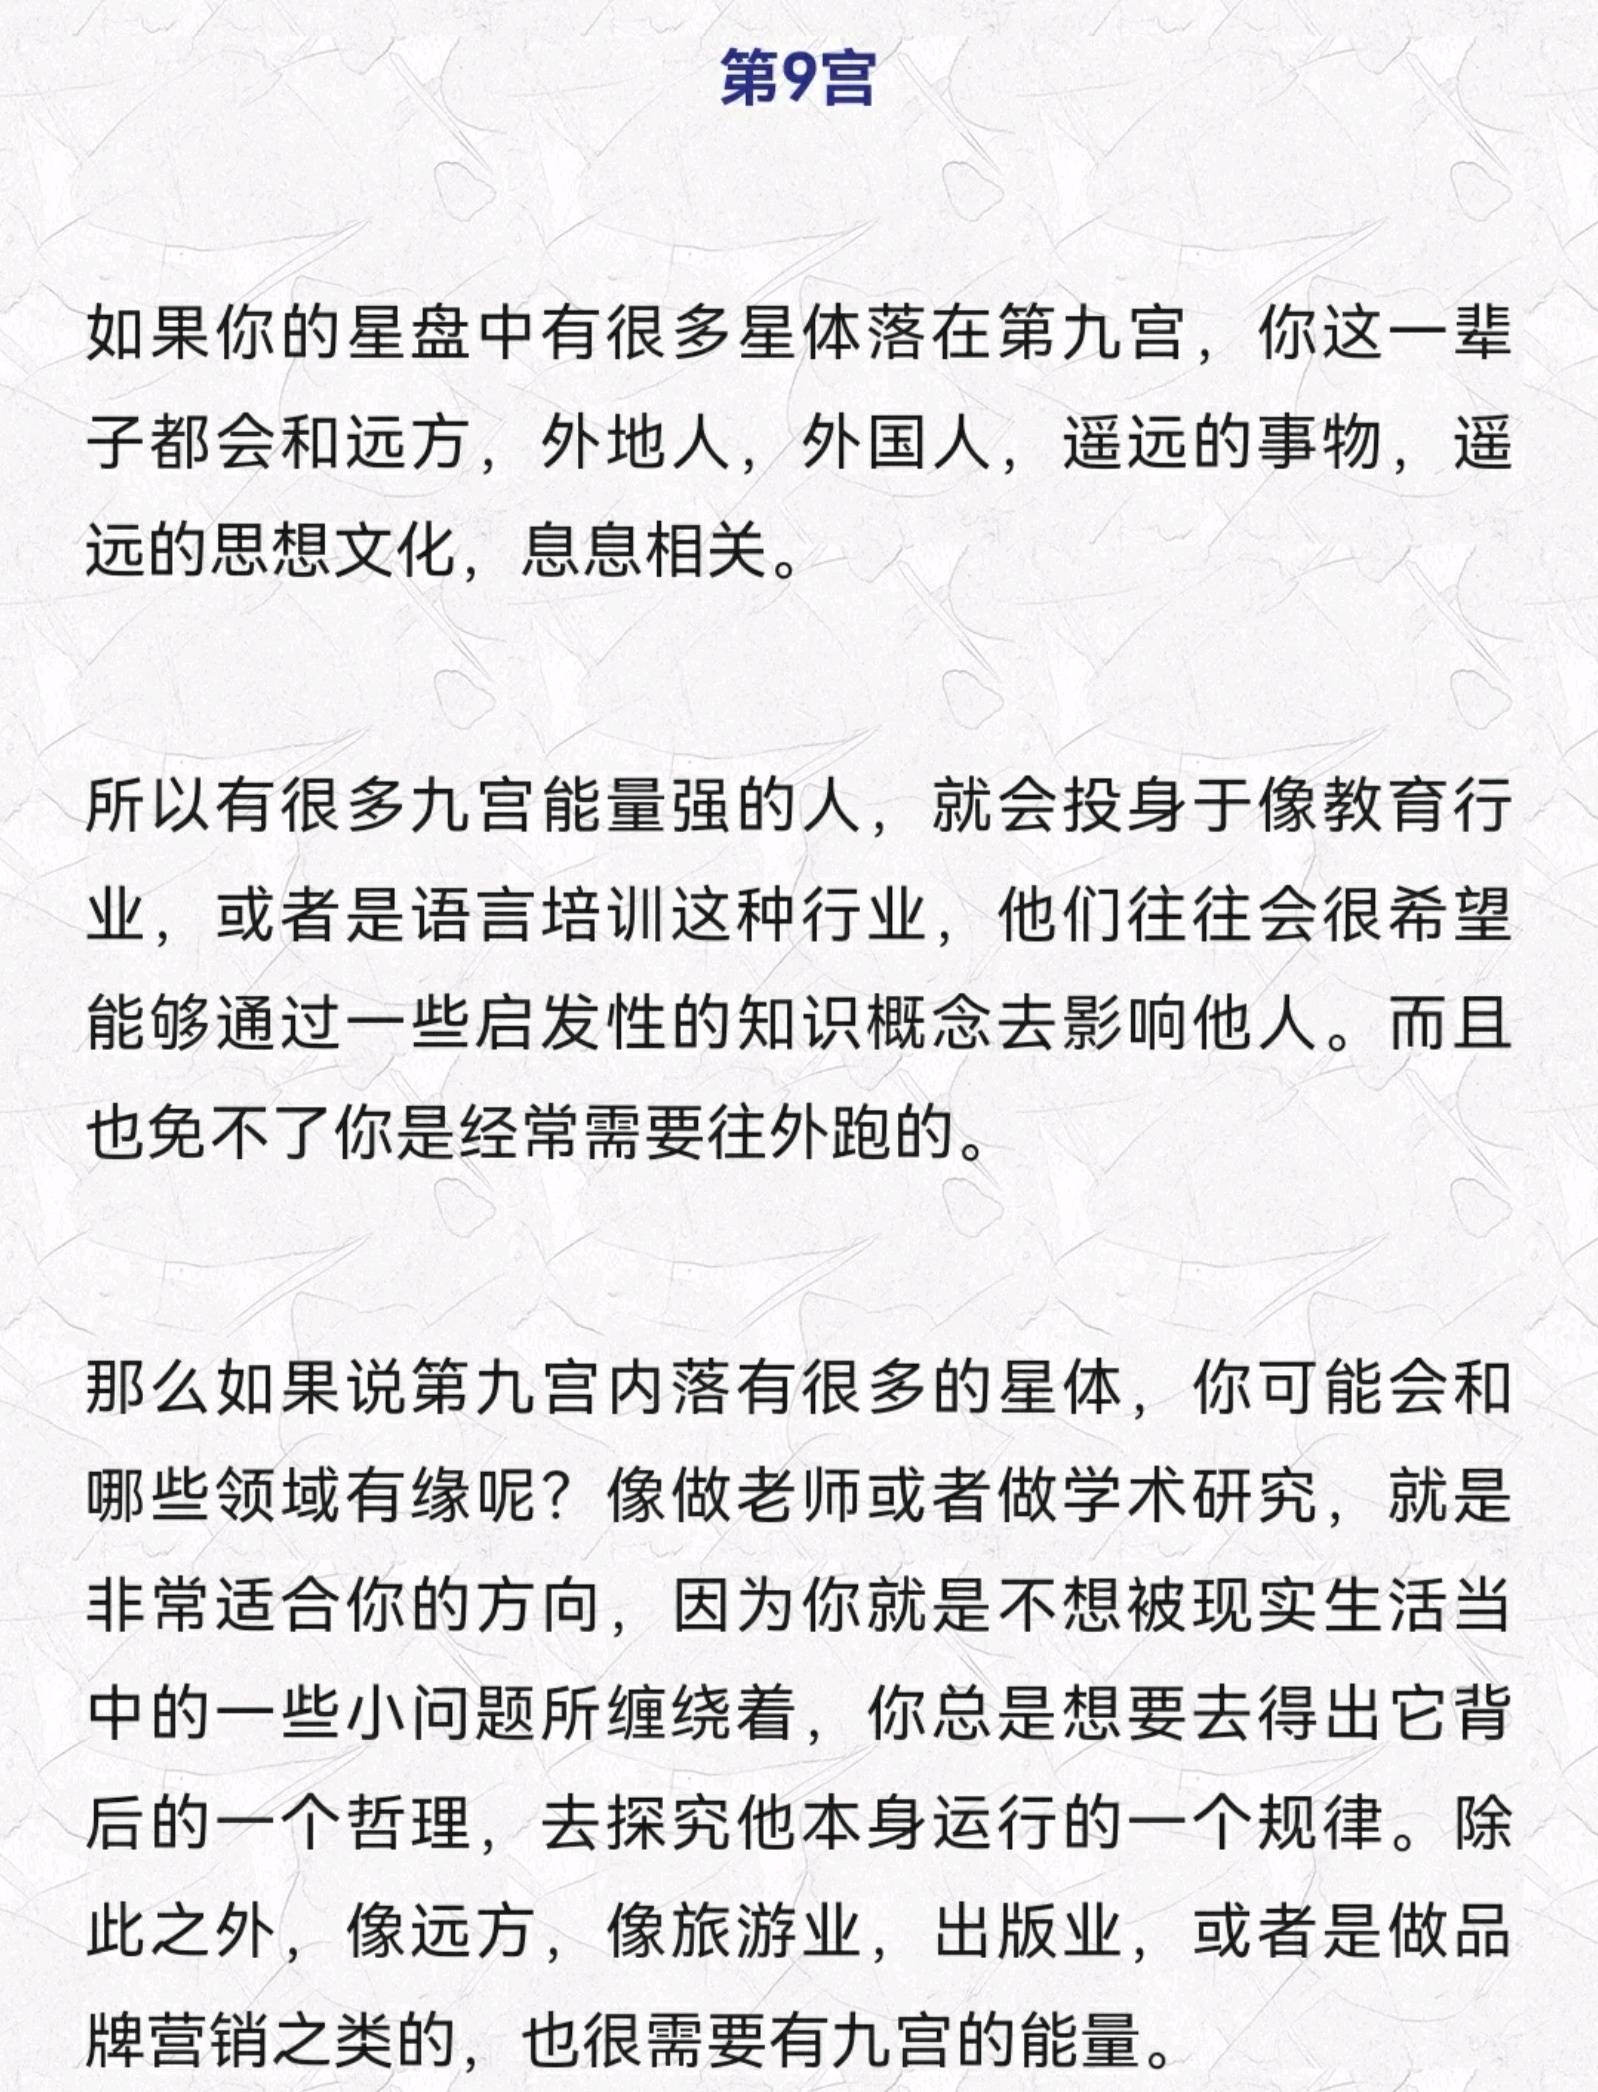 第9宫
如果你的星盘中有很多星体落在第九宫，你这一辈
子都会和远方，外地人，外国人，遥远的事物，遥
远的思想文化，息息相关。
所以有很多九宫能量强的人，就会投身于像教育行
业，或者是语言培训这种行业，他们往往会很希望
能够通过一些启发性的知识概念去影响他人。而且
也免不了你是经常需要往外跑的。
那么如果说第九宫内落有很多的星体，你可能会和
哪些领域有缘呢？像做老师或者做学术研究，就是
非常适合你的方向，因为你就是不想被现实生活当
中的一些小问题所缠绕着，你总是想要去得出它背
后的一个哲理，去探究他本身运行的一个规律。除
此之外，像远方，像旅游业，出版业，或者是做品
牌营销之类的，也很需要有九宫的能量。